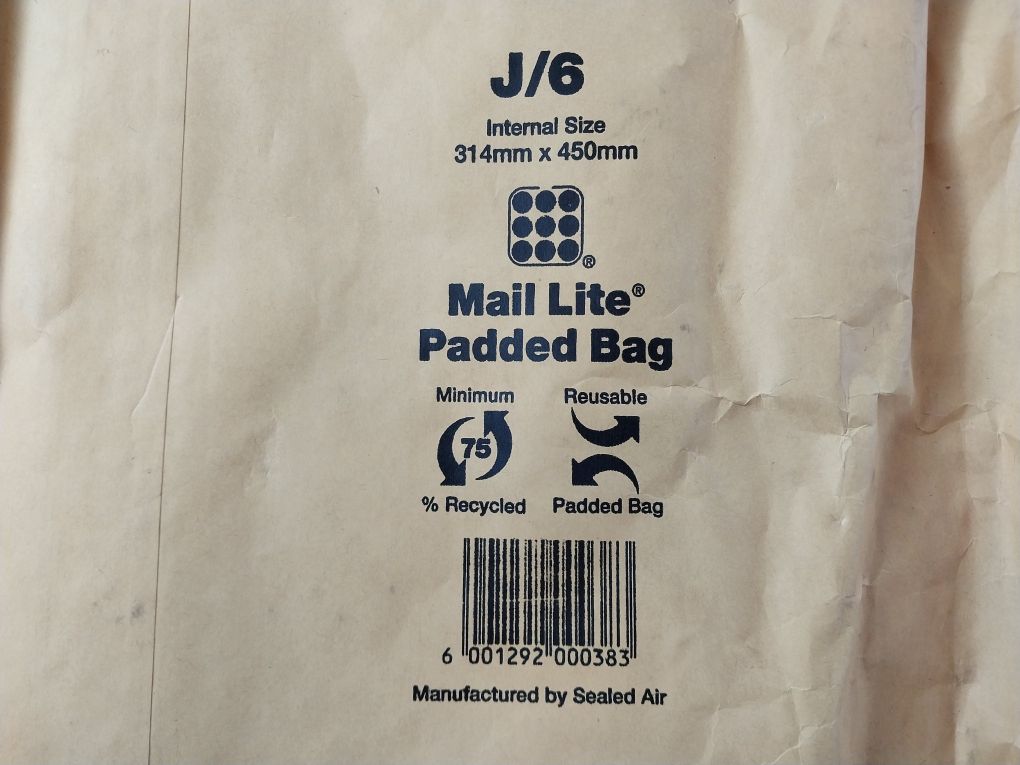 J/6
Internal Size
314mm x 450mm
®
Mail Lite®
Padded Bag
Minimum Reusable
75
% Recycled Padded Bag
6 001292 000383
Manufactured by Sealed Air